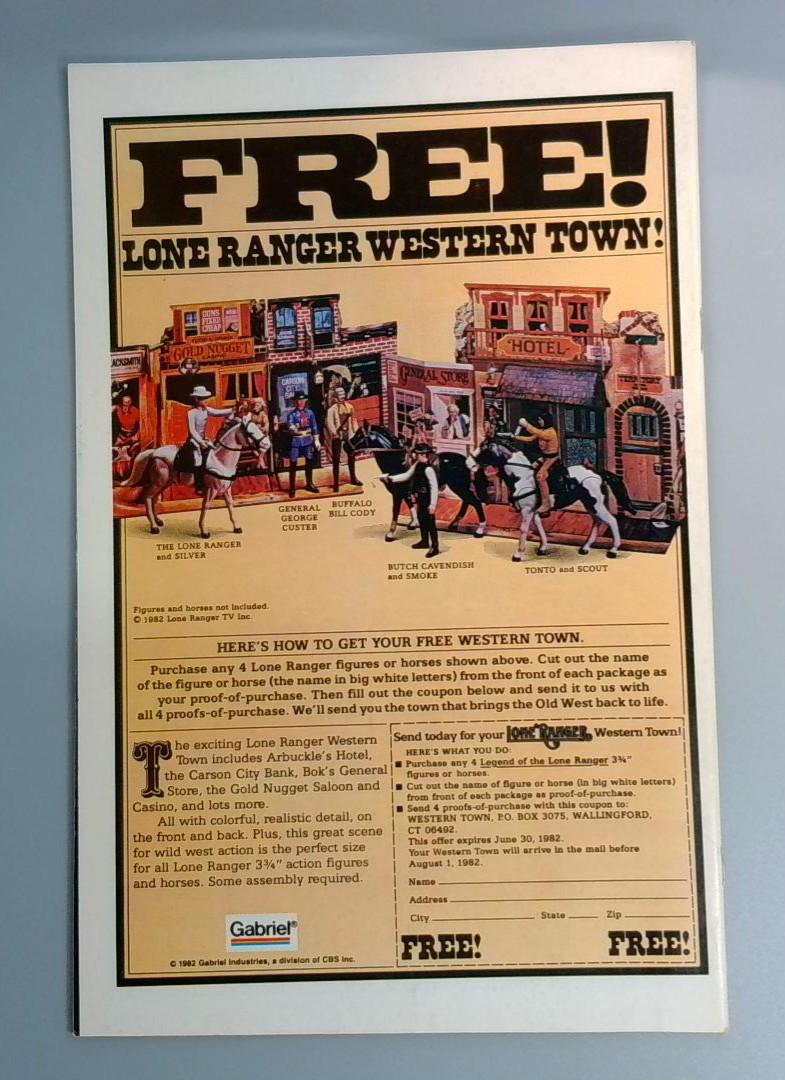 FREE!
LONE RANGER WESTERN TOWN!
GUNS
FIXED
CHEAP
GOLD NUGGET
ACKSMITH
CARSON
CITY
GENERAL STORE
HOTEL
TERRITORY
THE LONE RANGER
and SILVER
GENERAL
GEORGE
CUSTER
BUFFALO
BILL CODY
BUTCH CAVENDISH
and SMOKE
TONTO and SCOUT
Figures and horses not included.
© 1982 Lone Ranger TV Inc.
HERE'S HOW TO GET YOUR FREE WESTERN TOWN.
Purchase any 4 Lone Ranger figures or horses shown above. Cut out the name
of the figure or horse (the name in big white letters) from the front of each package as
your proof-of-purchase. Then fill out the coupon below and send it to us with
all 4 proofs-of-purchase. We'll send you the town that brings the Old West back to life.
The exciting Lone Ranger Western
Town includes Arbuckle's Hotel,
the Carson City Bank, Bok's General
Store, the Gold Nugget Saloon and
Casino, and lots more.
All with colorful, realistic detail, on
the front and back. Plus, this great scene
for wild west action is the perfect size
for all Lone Ranger 3¾" action figures
and horses. Some assembly required.
Gabriel®
© 1982 Gabriel Industries, a division of CBS Inc.
Send today for your LONE RANGER Western Town!
HERE'S WHAT YOU DO:
■ Purchase any 4 Legend of the Lone Ranger 3¾"
figures or horses.
■ Cut out the name of figure or horse (in big white letters)
from front of each package as proof-of-purchase.
■ Send 4 proofs-of-purchase with this coupon to:
WESTERN TOWN, P.O. BOX 3075, WALLINGFORD,
CT 06492.
This offer expires June 30, 1982.
Your Western Town will arrive in the mail before
August 1, 1982.
Name
Address
City State Zip
FREE! FREE!